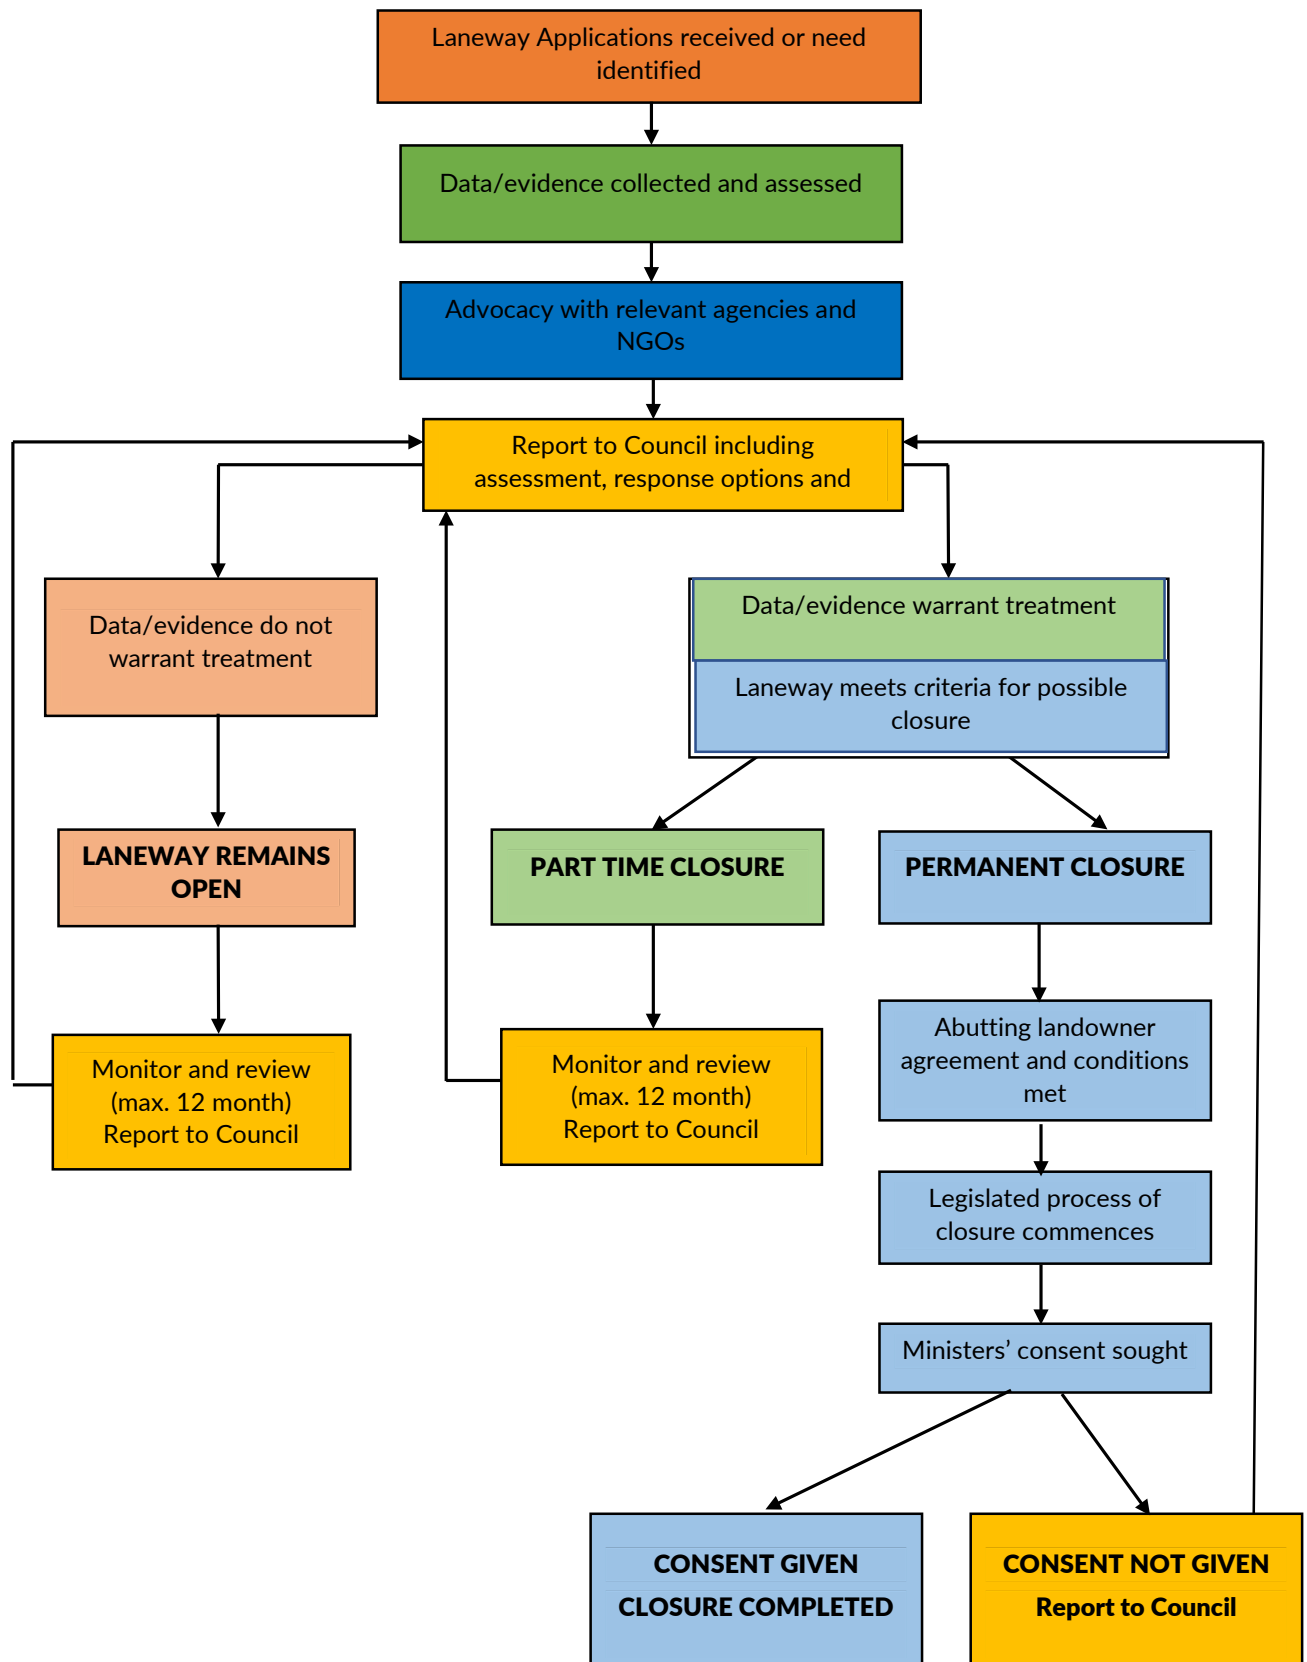 Laneway Applications received or need
identified
Data/evidence collected and assessed
Advocacy with relevant agencies and
NGOs
Report to Council including
assessment, response options and
Data/evidence do not
warrant treatment
Data/evidence warrant treatment
Laneway meets criteria for possible
closure
LANEWAY REMAINS
OPEN
PART TIME CLOSURE
PERMANENT CLOSURE
Monitor and review
(max. 12 month)
Report to Council
Monitor and review
(max. 12 month)
Report to Council
Abutting landowner
agreement and conditions
met
Legislated process of
closure commences
Ministers’ consent sought
CONSENT GIVEN
CLOSURE COMPLETED
CONSENT NOT GIVEN
Report to Council